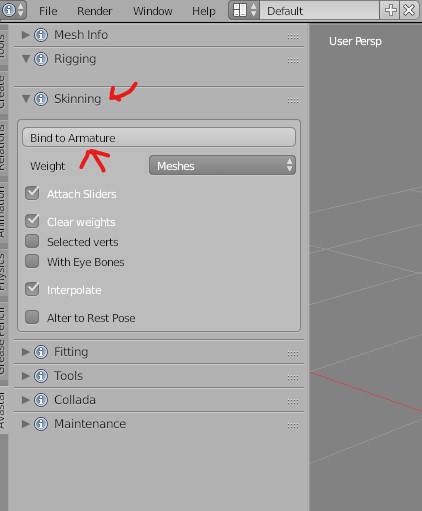 File Render Window Help Default
Mesh Info
User Persp
Rigging
Skinning
Bind to Armature
Weight Meshes
Attach Sliders
Clear weights
Selected verts
With Eye Bones
Interpolate
Alter to Rest Pose
Fitting
Tools
Collada
Maintenance
Tools
Create
Relations
Animation
Physics
Grease Pencil